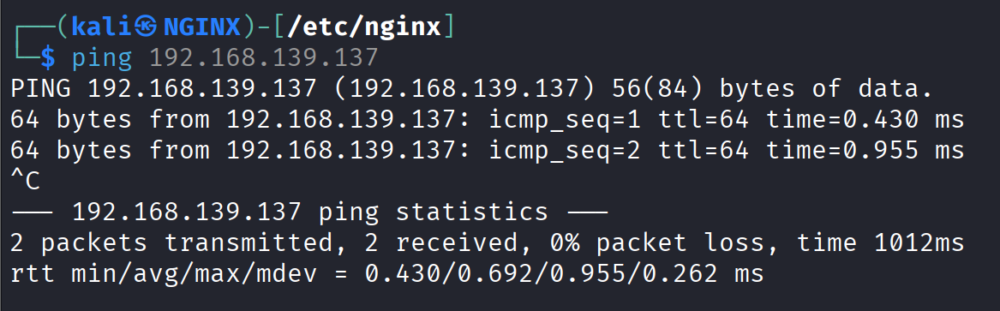 ┌──(kali㉿NGINX)-[/etc/nginx]
└─$ ping 192.168.139.137
PING 192.168.139.137 (192.168.139.137) 56(84) bytes of data.
64 bytes from 192.168.139.137: icmp_seq=1 ttl=64 time=0.430 ms
64 bytes from 192.168.139.137: icmp_seq=2 ttl=64 time=0.955 ms
^C
--- 192.168.139.137 ping statistics ---
2 packets transmitted, 2 received, 0% packet loss, time 1012ms
rtt min/avg/max/mdev = 0.430/0.692/0.955/0.262 ms